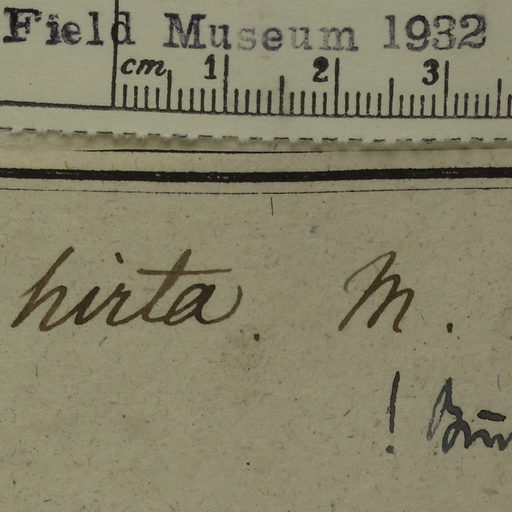 Field Museum 1932
cm 1 2 3
hirta. M.
!